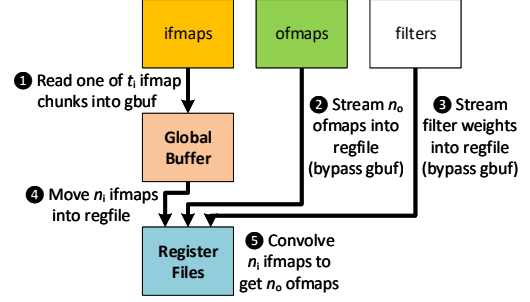 ifmaps
ofmaps
filters
❶ Read one of tᵢ ifmap
chunks into gbuf
❷ Stream nₒ
ofmaps into
regfile
(bypass gbuf)
❸ Stream
filter weights
into regfile
(bypass gbuf)
Global
Buffer
❹ Move nᵢ ifmaps
into regfile
Register
Files
❺ Convolve
nᵢ ifmaps to
get nₒ ofmaps